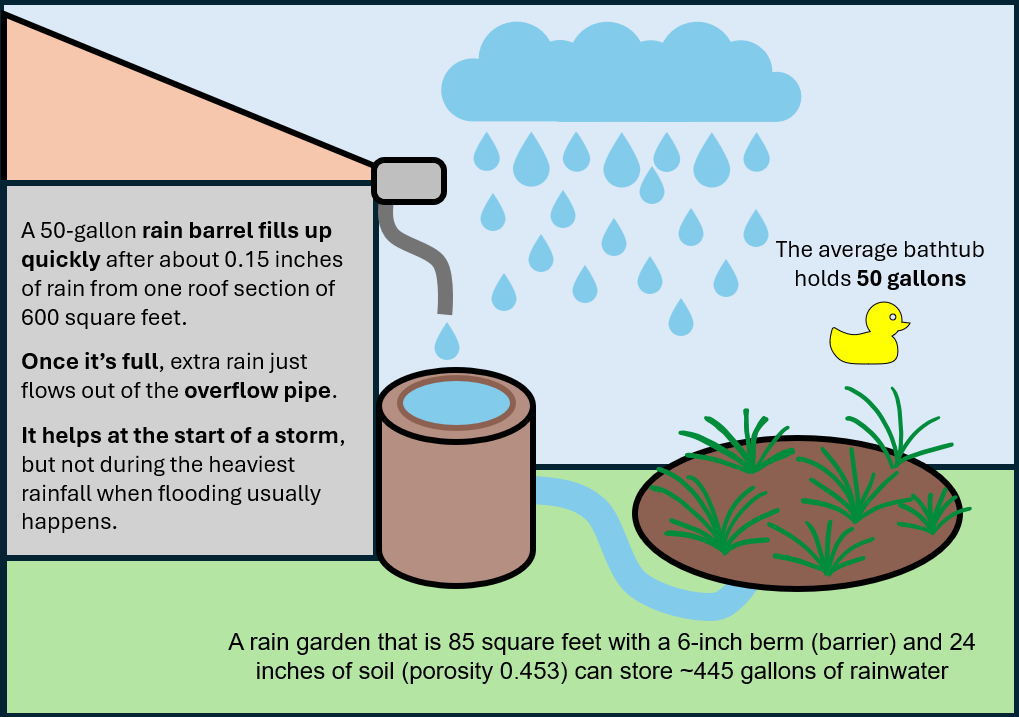 A 50-gallon rain barrel fills up
quickly after about 0.15 inches
of rain from one roof section of
600 square feet.
Once it’s full, extra rain just
flows out of the overflow pipe.
It helps at the start of a storm,
but not during the heaviest
rainfall when flooding usually
happens.
The average bathtub
holds 50 gallons
A rain garden that is 85 square feet with a 6-inch berm (barrier) and 24
inches of soil (porosity 0.453) can store ~445 gallons of rainwater